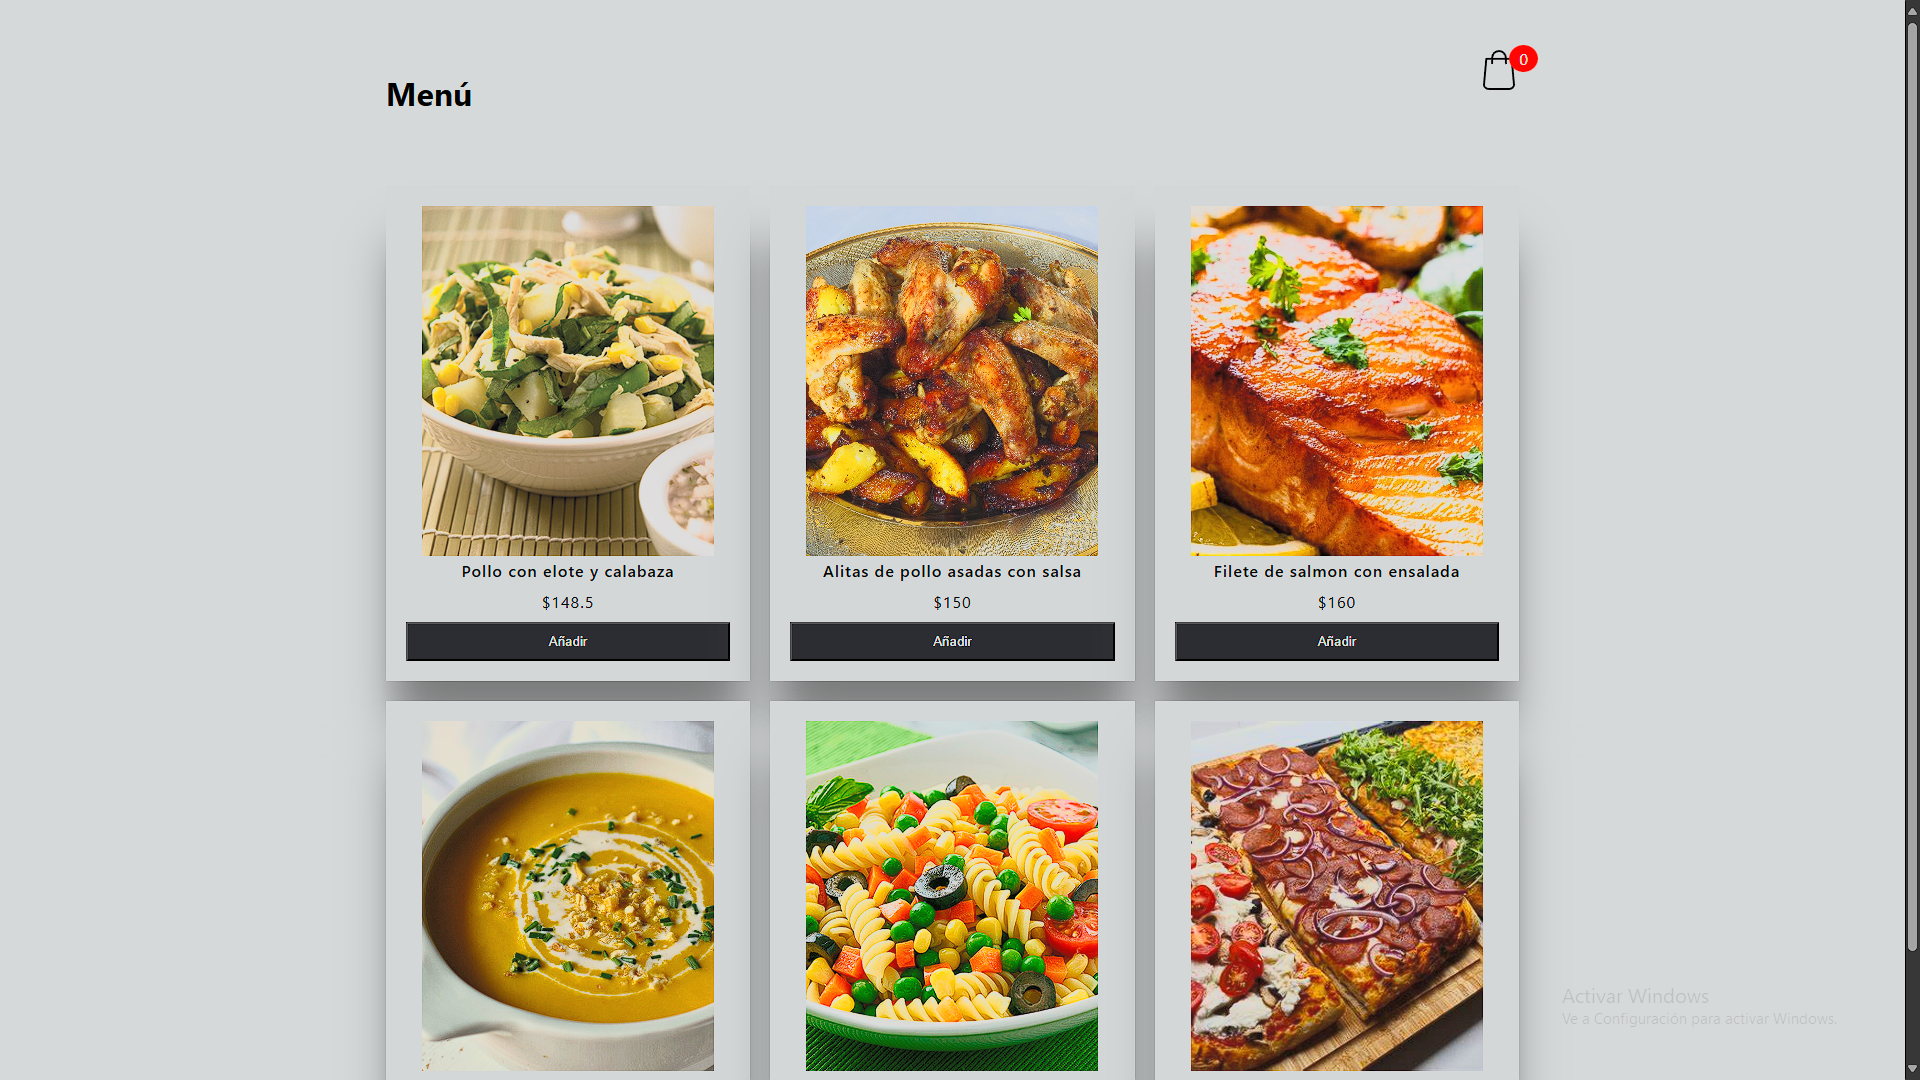 0
Menú
Pollo con elote y calabaza
Alitas de pollo asadas con salsa
Filete de salmon con ensalada
$148.5
$150
$160
Añadir
Añadir
Añadir
Activar Windows
Ve a Configuración para activar Windows.